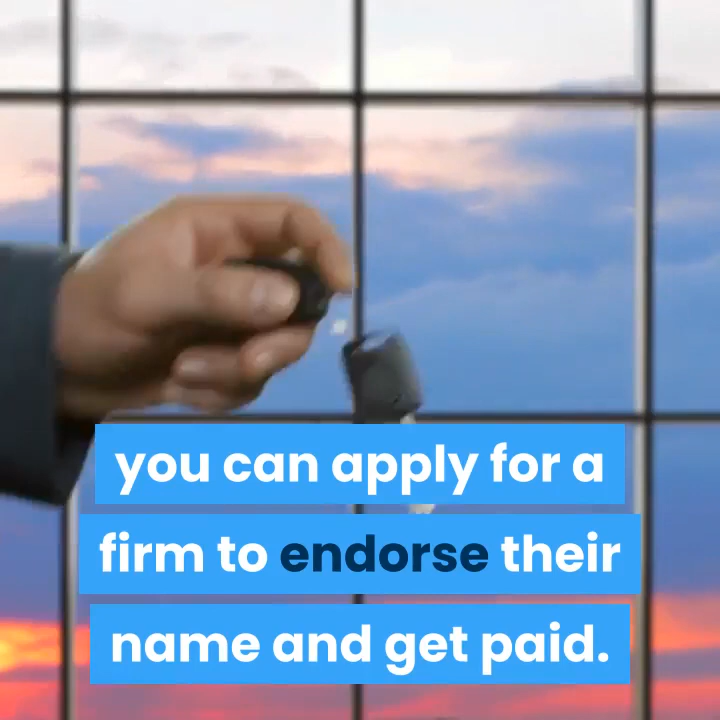 you can apply for a
firm to endorse their
name and get paid.